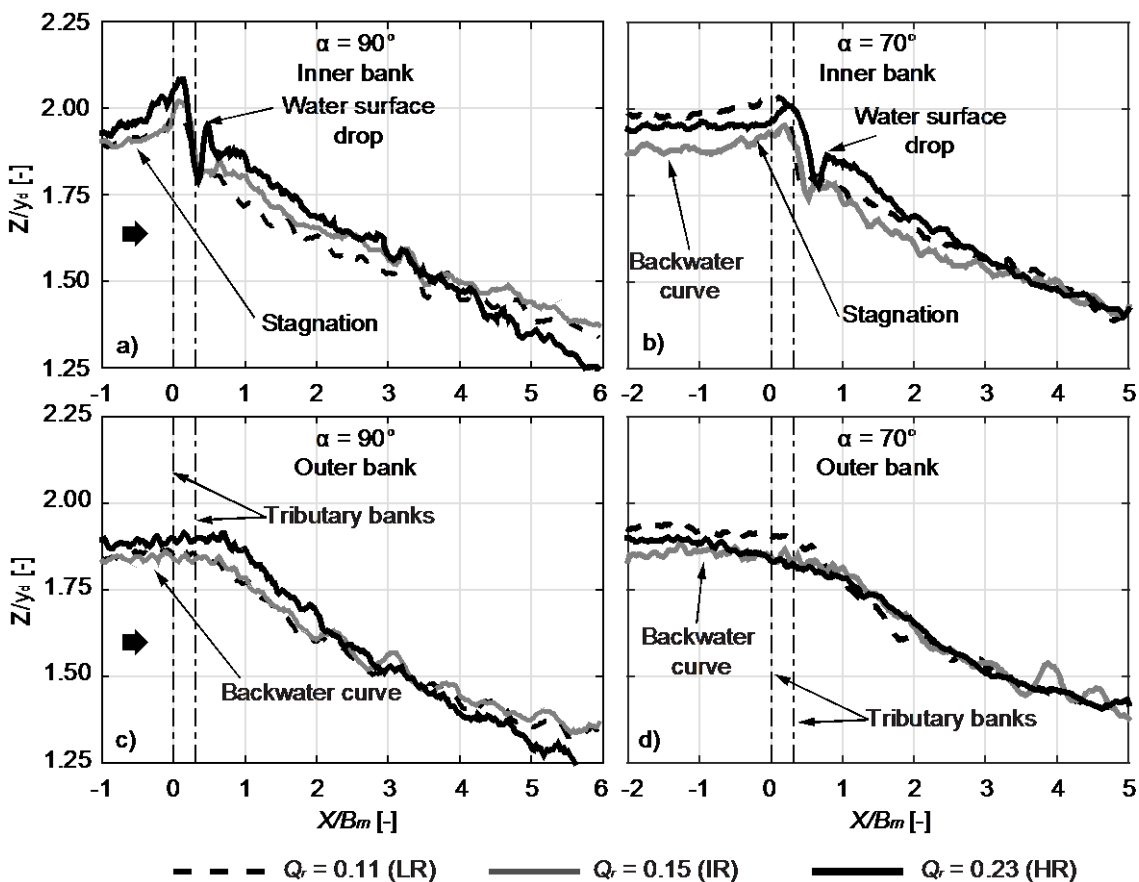 α = 90°
Inner bank
Water surface
drop
Stagnation
a)
Z/yd [-]
2.25
2.00
1.75
1.50
1.25
-1 0 1 2 3 4 5 6
α = 70°
Inner bank
Water surface
drop
Backwater
curve
Stagnation
b)
-2 -1 0 1 2 3 4 5
α = 90°
Outer bank
Tributary banks
Backwater curve
c)
Z/yd [-]
2.25
2.00
1.75
1.50
1.25
-1 0 1 2 3 4 5 6
X/Bm [-]
α = 70°
Outer bank
Backwater
curve
Tributary banks
d)
-2 -1 0 1 2 3 4 5
X/Bm [-]
Qr = 0.11 (LR) Qr = 0.15 (IR) Qr = 0.23 (HR)